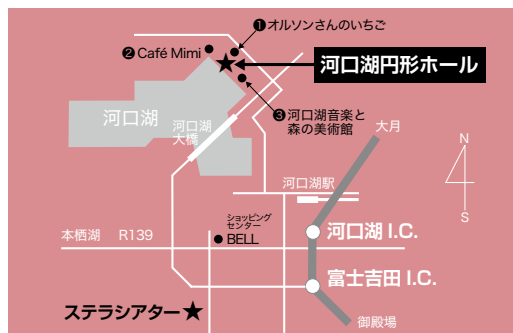 ❶オルソンさんのいちご
❷Café Mimi
河口湖円形ホール
❸河口湖音楽と
森の美術館
河口湖
河口湖
大橋
大月
N
S
河口湖駅
ショッピング
センター
BELL
本栖湖 R139
河口湖 I.C.
富士吉田 I.C.
ステラシアター★
御殿場